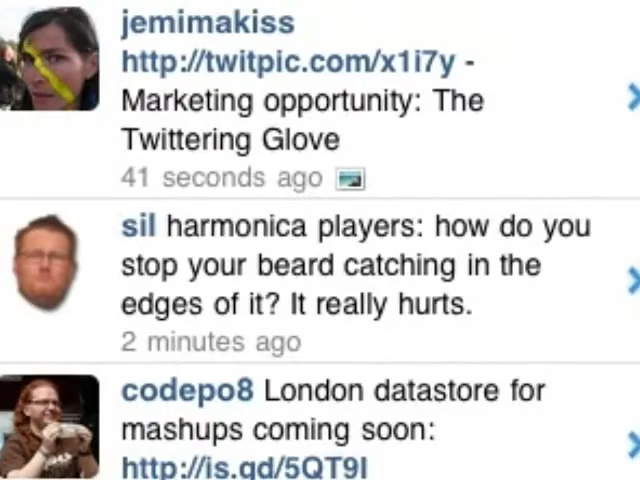 jemimakiss
http://twitpic.com/x1i7y -
Marketing opportunity: The
Twittering Glove
41 seconds ago
sil harmonica players: how do you
stop your beard catching in the
edges of it? It really hurts.
2 minutes ago
codepo8 London datastore for
mashups coming soon:
http://is.gd/5QT9I